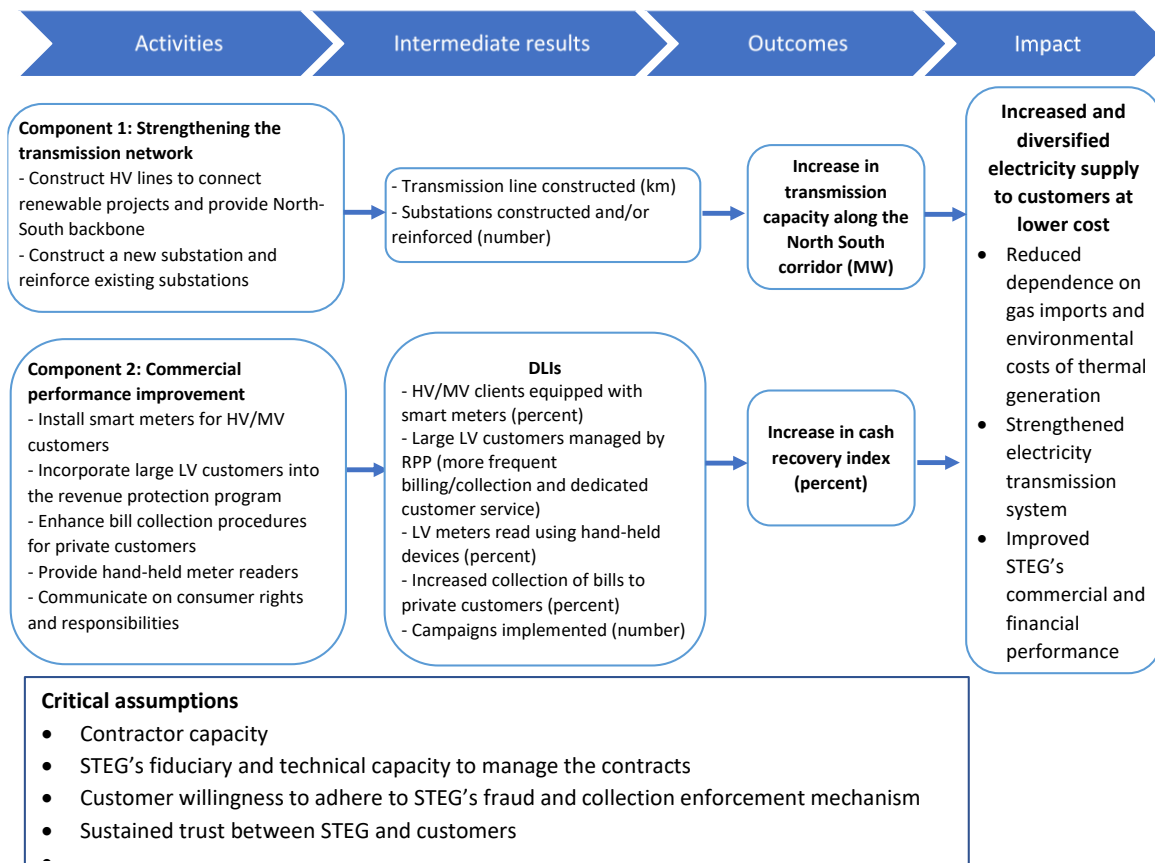 Activities
Intermediate results
Outcomes
Impact
Component 1: Strengthening the
transmission network
- Construct HV lines to connect
renewable projects and provide North-
South backbone
- Construct a new substation and
reinforce existing substations
- Transmission line constructed (km)
- Substations constructed and/or
reinforced (number)
Increase in
transmission
capacity along the
North South
corridor (MW)
Component 2: Commercial
performance improvement
- Install smart meters for HV/MV
customers
- Incorporate large LV customers into
the revenue protection program
- Enhance bill collection procedures
for private customers
- Provide hand-held meter readers
- Communicate on consumer rights
and responsibilities
DLIs
- HV/MV clients equipped with
smart meters (percent)
- Large LV customers managed by
RPP (more frequent
billing/collection and dedicated
customer service)
- LV meters read using hand-held
devices (percent)
- Increased collection of bills to
private customers (percent)
- Campaigns implemented (number)
Increase in cash
recovery index
(percent)
Increased and
diversified
electricity supply
to customers at
lower cost
• Reduced
dependence on
gas imports and
environmental
costs of thermal
generation
• Strengthened
electricity
transmission
system
• Improved
STEG's
commercial and
financial
performance
Critical assumptions
• Contractor capacity
• STEG's fiduciary and technical capacity to manage the contracts
• Customer willingness to adhere to STEG's fraud and collection enforcement mechanism
• Sustained trust between STEG and customers
•